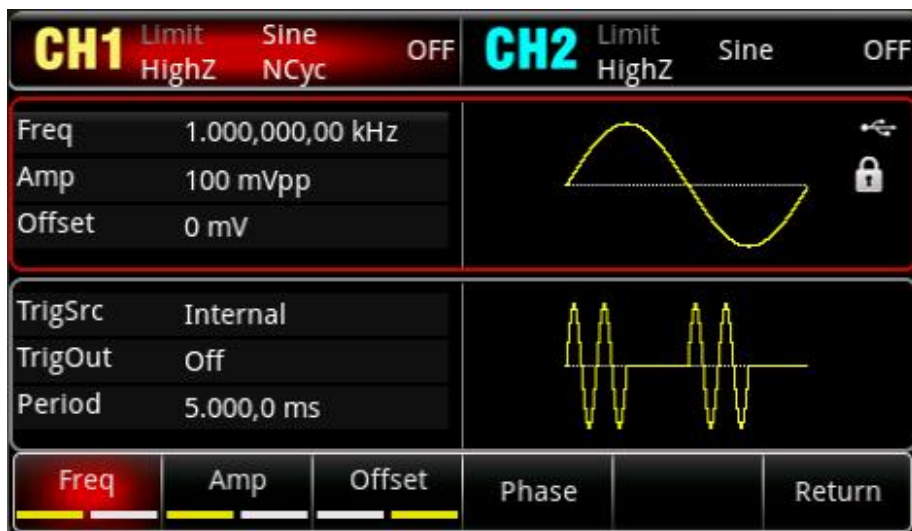 CH1 Limit Sine OFF CH2 Limit Sine OFF
HighZ NCyc HighZ
Freq 1.000,000,00 kHz
Amp 100 mVpp
Offset 0 mV
TrigSrc Internal
TrigOut Off
Period 5.000,0 ms
Freq Amp Offset Phase Return